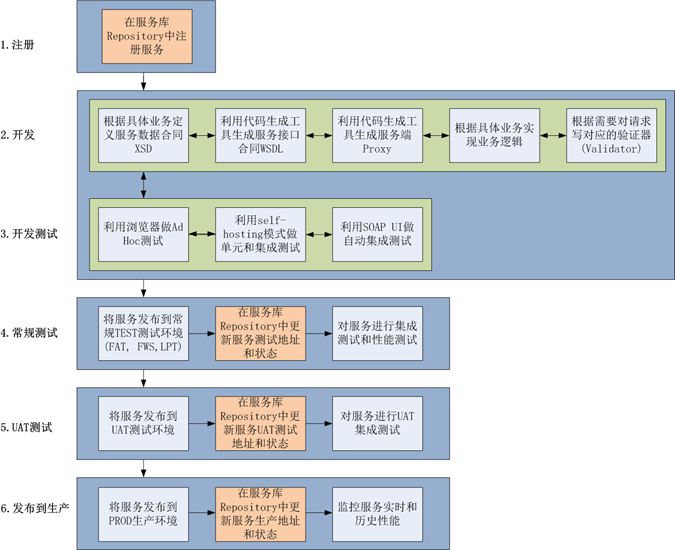 1.注册
在服务库
Repository中注
册服务
2.开发
根据具体业务定
义服务数据合同
XSD
利用代码生成工
具生成服务接口
合同WSDL
利用代码生成工
具生成服务端
Proxy
根据具体业务实
现业务逻辑
根据需要对请求
写对应的验证器
(Validator)
3.开发测试
利用浏览器做Ad
Hoc测试
利用self-
hosting模式做
单元和集成测试
利用SOAP UI做
自动集成测试
4.常规测试
将服务发布到常
规TEST测试环境
(FAT, FWS,LPT)
在服务库
Repository中更
新服务测试地址
和状态
对服务进行集成
测试和性能测试
5.UAT测试
将服务发布到
UAT测试环境
在服务库
Repository中更
新服务UAT测试
地址和状态
对服务进行UAT
集成测试
6.发布到生产
将服务发布到
PROD生产环境
在服务库
Repository中更
新服务生产地址
和状态
监控服务实时和
历史性能